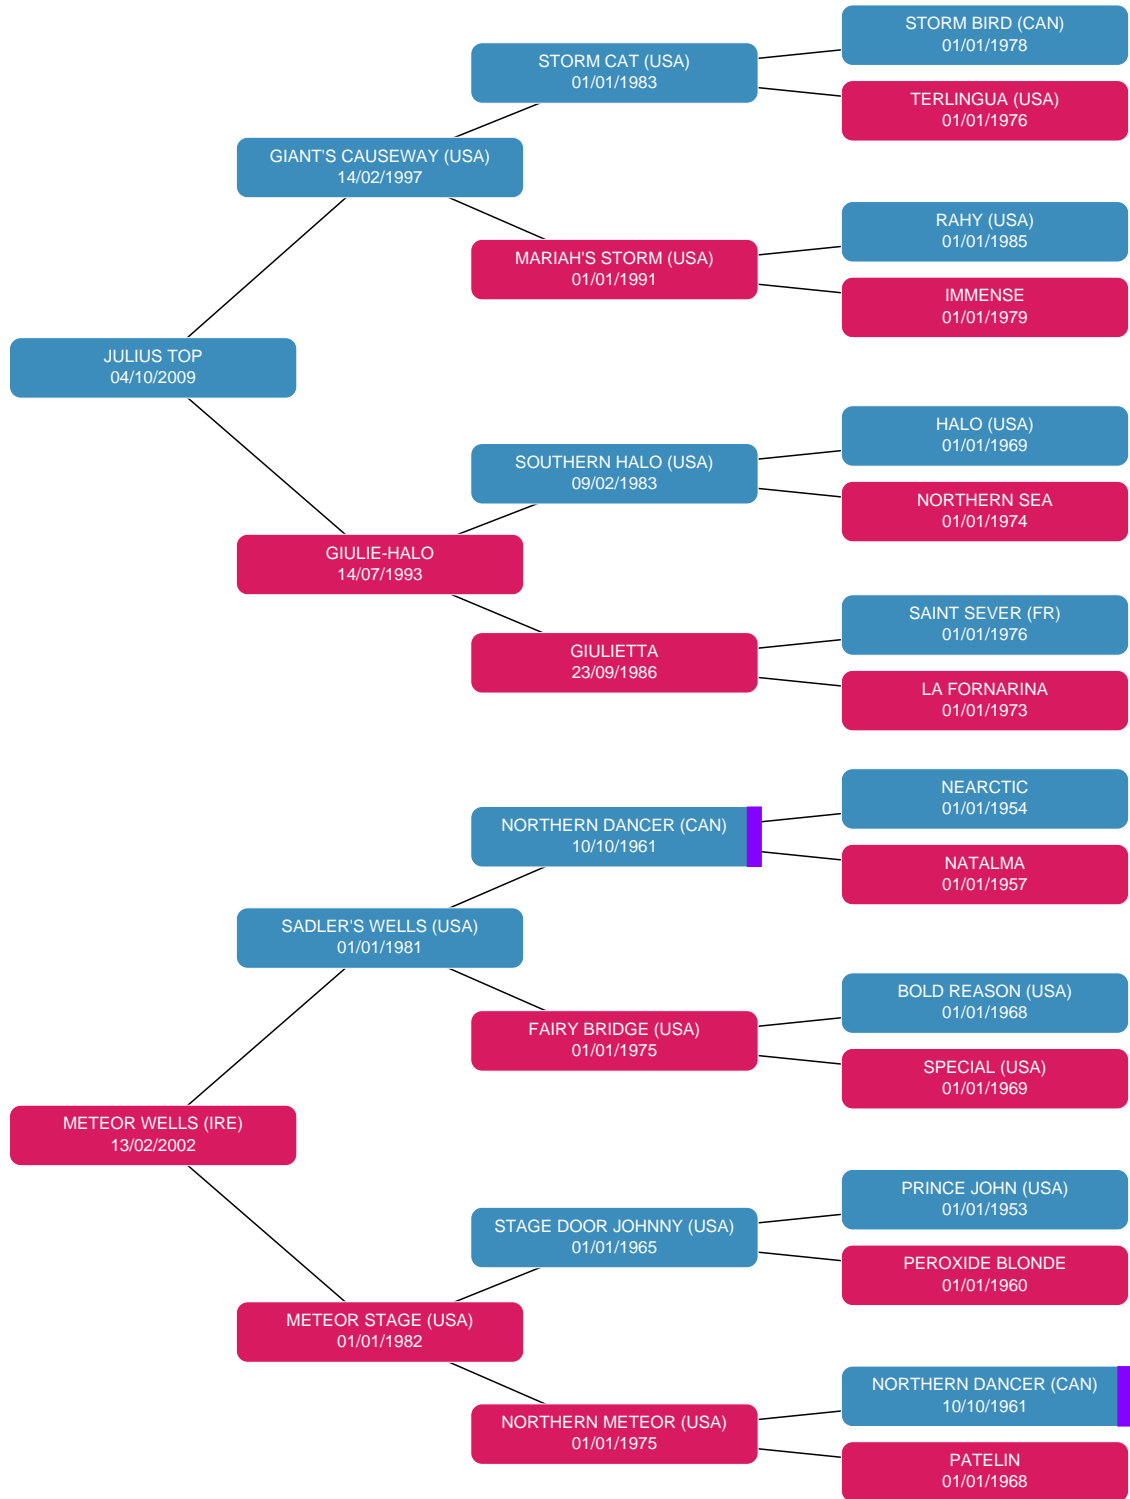 STORM BIRD (CAN)
01/01/1978
STORM CAT (USA)
01/01/1983
TERLINGUA (USA)
01/01/1976
GIANT'S CAUSEWAY (USA)
14/02/1997
RAHY (USA)
01/01/1985
MARIAH'S STORM (USA)
01/01/1991
IMMENSE
01/01/1979
JULIUS TOP
04/10/2009
HALO (USA)
01/01/1969
SOUTHERN HALO (USA)
09/02/1983
NORTHERN SEA
01/01/1974
GIULIE-HALO
14/07/1993
SAINT SEVER (FR)
01/01/1976
GIULIETTA
23/09/1986
LA FORNARINA
01/01/1973
NEARCTIC
01/01/1954
NORTHERN DANCER (CAN)
10/10/1961
NATALMA
01/01/1957
SADLER'S WELLS (USA)
01/01/1981
BOLD REASON (USA)
01/01/1968
FAIRY BRIDGE (USA)
01/01/1975
SPECIAL (USA)
01/01/1969
METEOR WELLS (IRE)
13/02/2002
PRINCE JOHN (USA)
01/01/1953
STAGE DOOR JOHNNY (USA)
01/01/1965
PEROXIDE BLONDE
01/01/1960
METEOR STAGE (USA)
01/01/1982
NORTHERN DANCER (CAN)
10/10/1961
NORTHERN METEOR (USA)
01/01/1975
PATELIN
01/01/1968